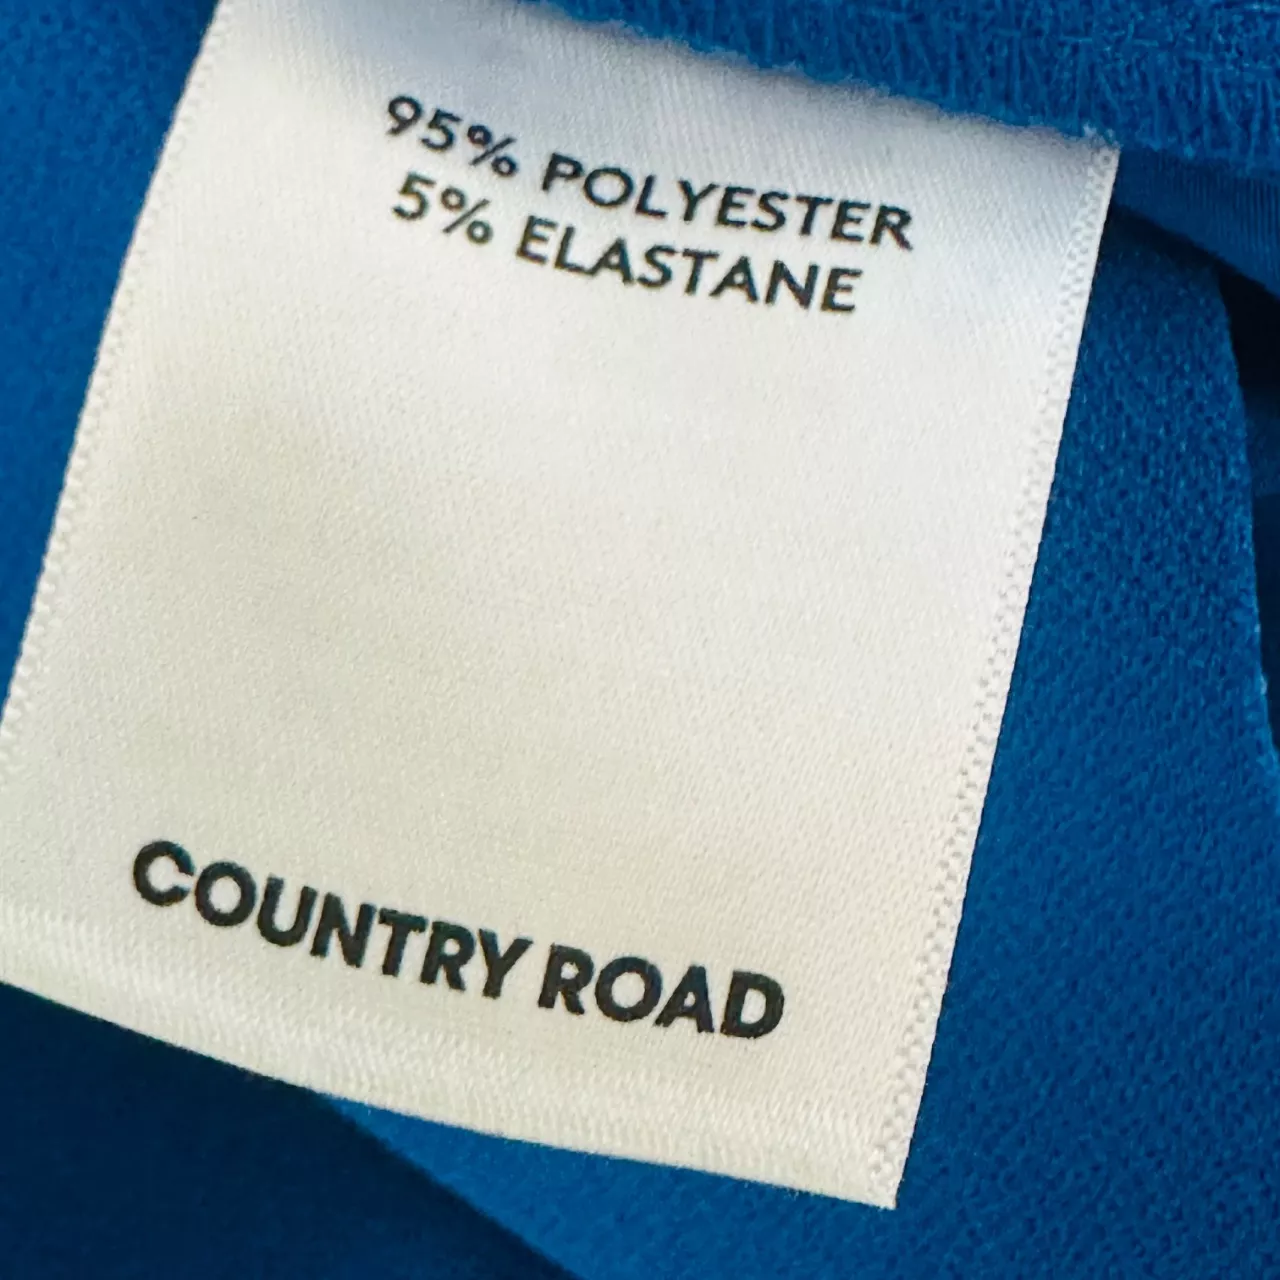 95% POLYESTER
5% ELASTANE
COUNTRY ROAD